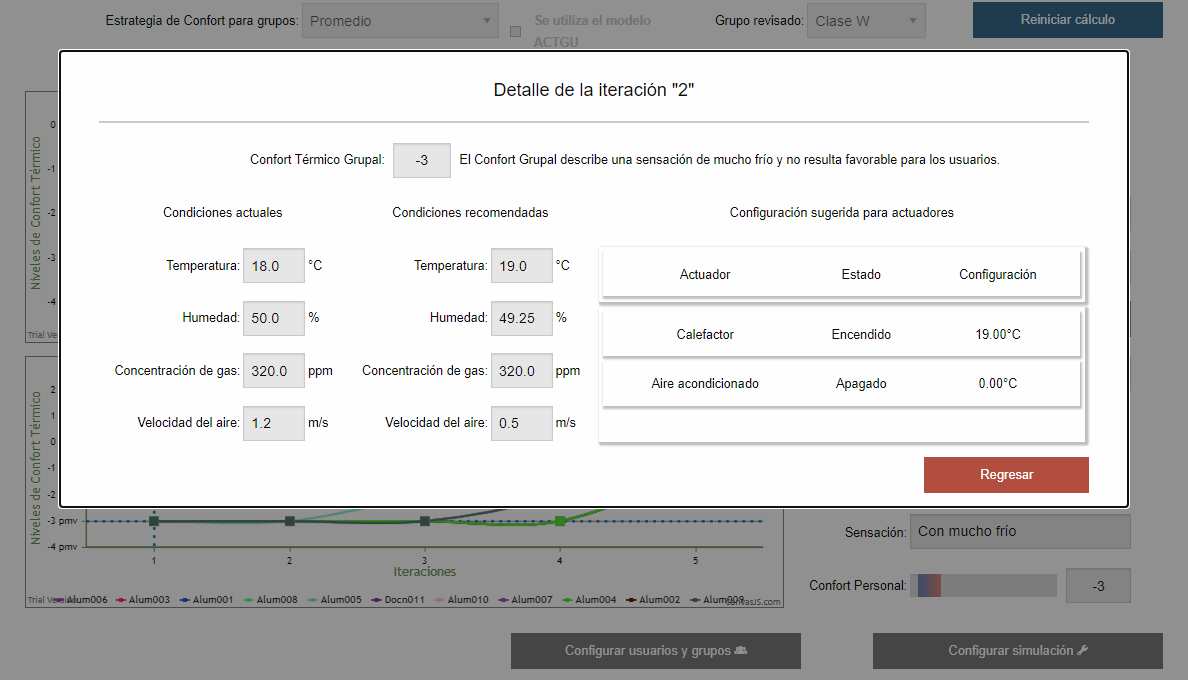 Estrategia de Confort para grupos: Promedio Se utiliza el modelo ACTGU Grupo revisado: Clase W Reiniciar cálculo
Detalle de la iteración "2"
Confort Térmico Grupal: -3 El Confort Grupal describe una sensación de mucho frío y no resulta favorable para los usuarios.
Condiciones actuales Condiciones recomendadas Configuración sugerida para actuadores
Temperatura: 18.0 °C Temperatura: 19.0 °C
Humedad: 50.0 % Humedad: 49.25 %
Concentración de gas: 320.0 ppm Concentración de gas: 320.0 ppm
Velocidad del aire: 1.2 m/s Velocidad del aire: 0.5 m/s
Actuador Estado Configuración
Calefactor Encendido 19.00°C
Aire acondicionado Apagado 0.00°C
Regresar
Niveles de Confort Térmico
0
-1
-2
-3
-4
Trial Ve
Niveles de Confort Térmico
2
1
0
-1
-2
-3 pmv
-4 pmv
1 2 3 4 5
Iteraciones
Alum006 Alum003 Alum001 Alum008 Alum005 Docn011 Alum010 Alum007 Alum004 Alum002 Alum009
Trial
CanvasJS.com
Sensación: Con mucho frío
Confort Personal: -3
Configurar usuarios y grupos Configurar simulación